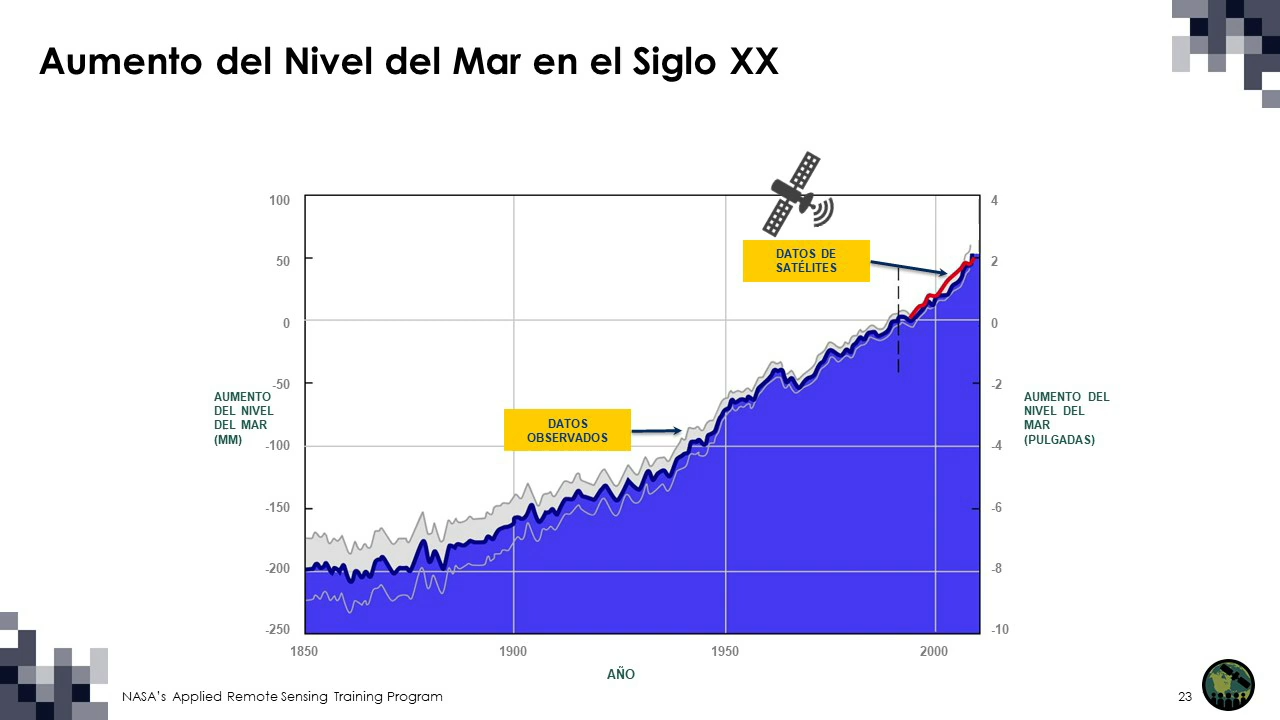 Aumento del Nivel del Mar en el Siglo XX
100
50
0
-50
-100
-150
-200
-250
4
2
0
-2
-4
-6
-8
-10
DATOS DE
SATÉLITES
AUMENTO
DEL NIVEL
DEL MAR
(MM)
DATOS
OBSERVADOS
AUMENTO DEL
NIVEL DEL
MAR
(PULGADAS)
1850 1900 1950 2000
AÑO
NASA's Applied Remote Sensing Training Program
23